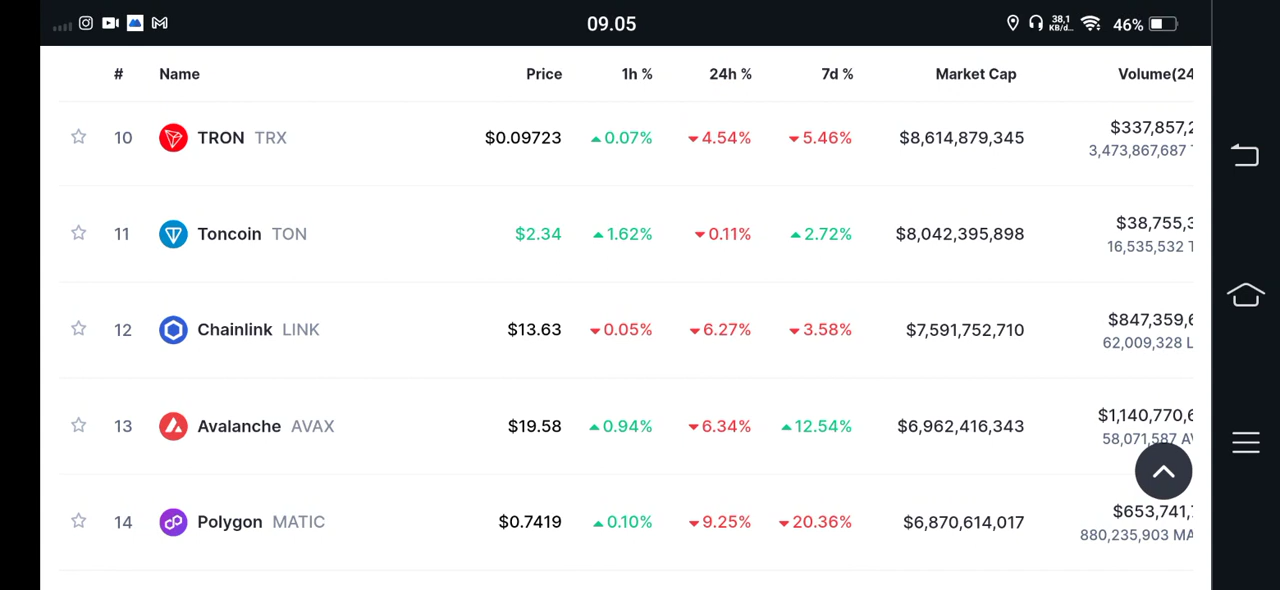 09.05 38,1 KB/d... 46%
# Name Price 1h % 24h % 7d % Market Cap Volume(24
10 TRON TRX $0.09723 0.07% 4.54% 5.46% $8,614,879,345 $337,857,2
3,473,867,687
11 Toncoin TON $2.34 1.62% 0.11% 2.72% $8,042,395,898 $38,755,3
16,535,532 T
12 Chainlink LINK $13.63 0.05% 6.27% 3.58% $7,591,752,710 $847,359,6
62,009,328 L
13 Avalanche AVAX $19.58 0.94% 6.34% 12.54% $6,962,416,343 $1,140,770,6
58,071,587 AV
14 Polygon MATIC $0.7419 0.10% 9.25% 20.36% $6,870,614,017 $653,741,
880,235,903 MA